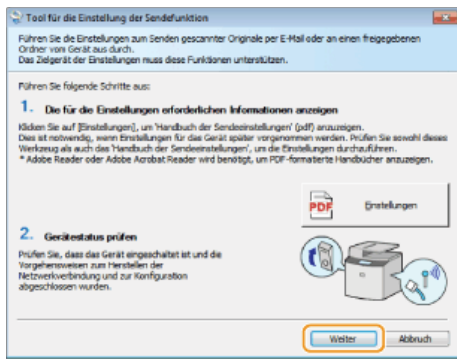 Tool für die Einstellung der Sendefunktion
Führen Sie die Einstellungen zum Senden gescannter Originale per E-Mail oder an einen freigegebenen
Ordner vom Gerät aus durch.
Das Zielgerät der Einstellungen muss diese Funktionen unterstützen.
Führen Sie folgende Schritte aus:
1. Die für die Einstellungen erforderlichen Informationen anzeigen
Klicken Sie auf [Einstellungen], um 'Handbuch der Sendeeinstellungen' (pdf) anzuzeigen.
Dies ist notwendig, wenn Einstellungen für das Gerät später vorgenommen werden. Prüfen Sie sowohl dieses
Werkzeug als auch das 'Handbuch der Sendeeinstellungen', um die Einstellungen durchzuführen.
* Adobe Reader oder Adobe Acrobat Reader wird benötigt, um PDF-formatierte Handbücher anzuzeigen.
PDF
Einstellungen
2. Gerätestatus prüfen
Prüfen Sie, dass das Gerät eingeschaltet ist und die
Vorgehensweisen zum Herstellen der
Netzwerkverbindung und zur Konfiguration
abgeschlossen wurden.
Weiter
Abbruch